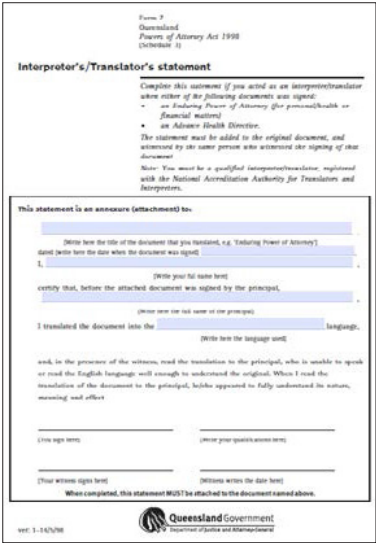 Form 7
Queensland
Powers of Attorney Act 1998
(Schedule 3)
Interpreter's/Translator's statement
Complete this statement if you acted as an interpreter/translator
when either of the following documents was signed:
• an Enduring Power of Attorney (for personal/health or
financial matters)
• an Advance Health Directive.
The statement must be added to the original document, and
witnessed by the same person who witnessed the signing of that
document
Note: You must be a qualified interpreter/translator, registered
with the National Accreditation Authority for Translators and
Interpreters.
This statement is an annexure (attachment) to:
[Write here the title of the document that you translated, e.g. 'Enduring Power of Attorney']
dated [write here the date when the document was signed]
I, ,
[Write your full name here]
certify that, before the attached document was signed by the principal,
,
[Write here the full name of the principal]
I translated the document into the language,
[Write here the language used]
and, in the presence of the witness, read the translation to the principal, who is unable to speak
or read the English language well enough to understand the original. When I read the
translation of the document to the principal, he/she appeared to fully understand its nature,
meaning and effect
[You sign here] [Write your qualifications here]
[Your witness signs here] [Witness writes the date here]
When completed, this statement MUST be attached to the document named above.
ver: 1–14/5/98
Queensland Government
Department of Justice and Attorney-General